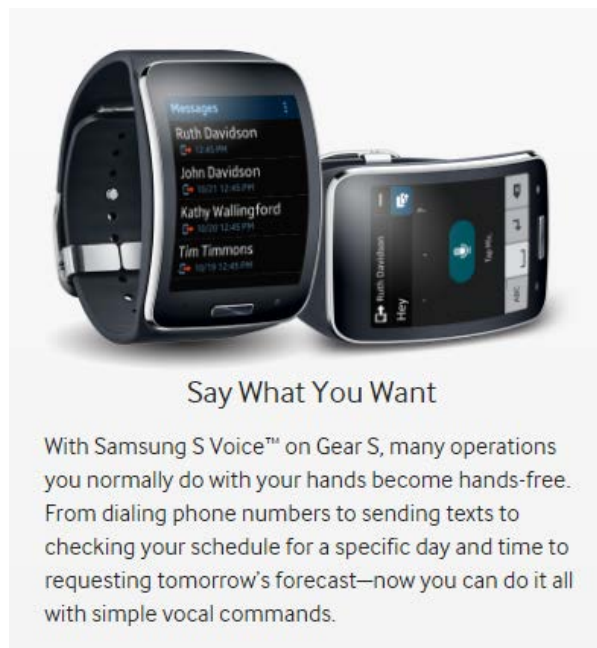 Messages
Ruth Davidson
12:45 PM
John Davidson
10/21 12:45 PM
Kathy Wallingford
10/20 12:45 PM
Tim Timmons
10/19 12:45 PM
Ruth Davidson
Hey
Tap Mic.
ABC
Say What You Want
With Samsung S Voice™ on Gear S, many operations
you normally do with your hands become hands-free.
From dialing phone numbers to sending texts to
checking your schedule for a specific day and time to
requesting tomorrow’s forecast—now you can do it all
with simple vocal commands.